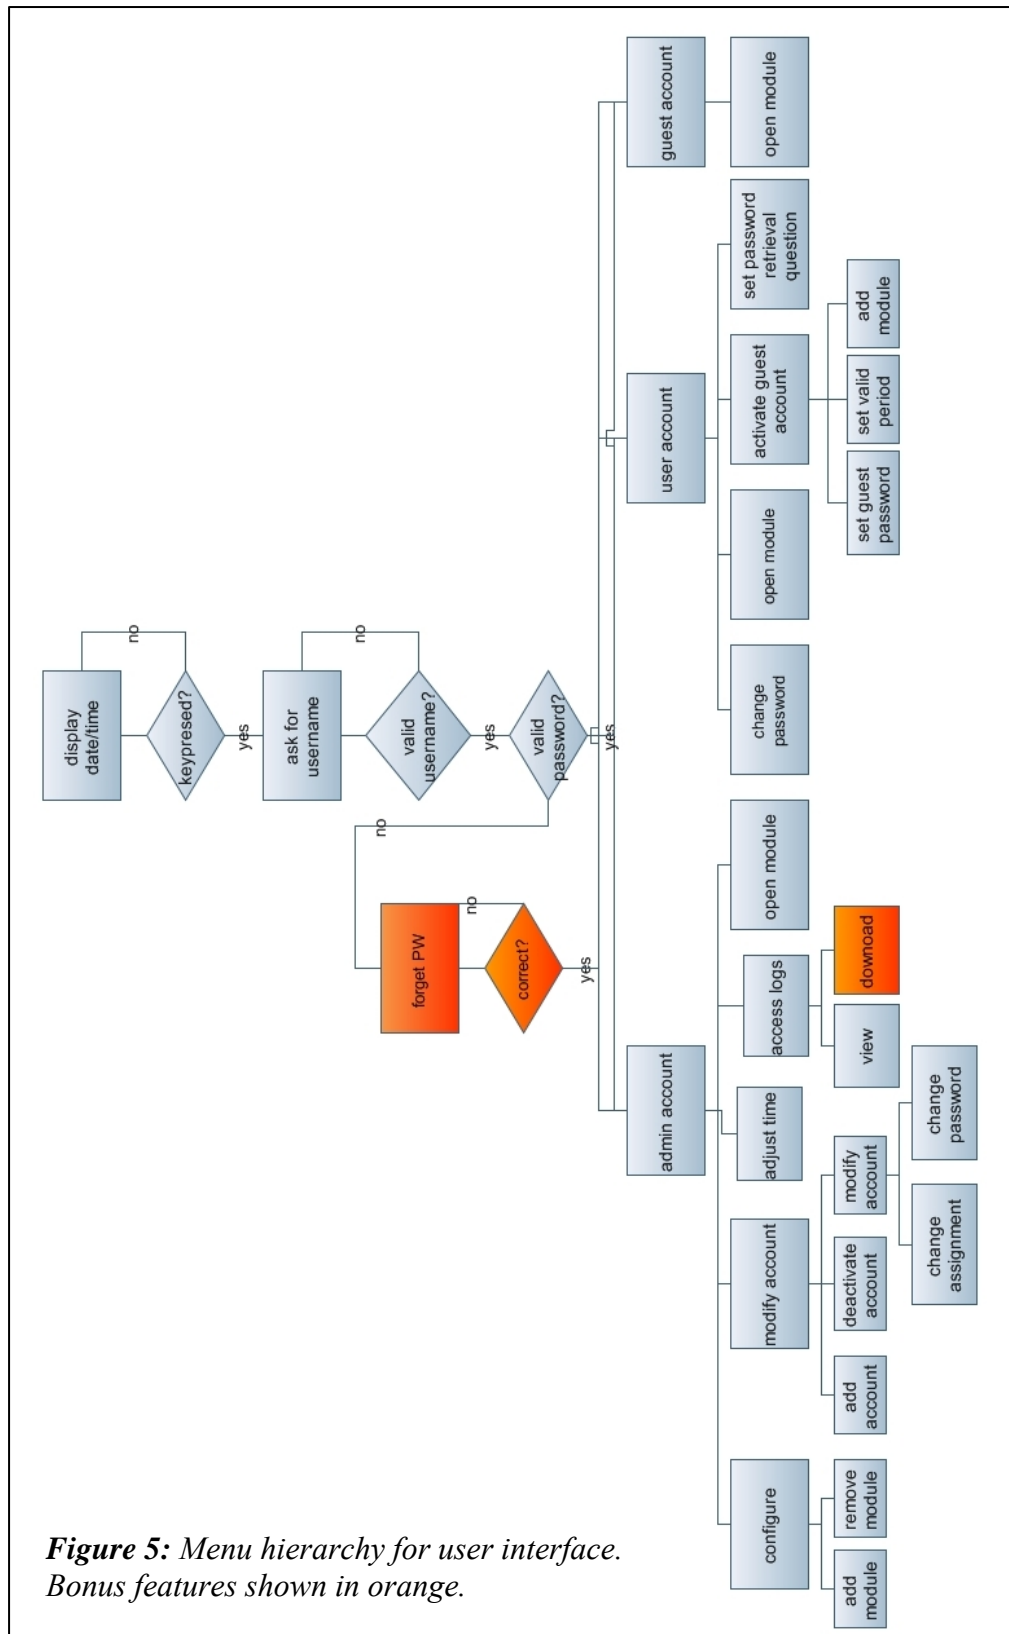 display
date/time
no
keypresed?
yes
ask for
username
no
valid
username?
yes
valid
password?
no
yes
forget PW
no
correct?
yes
admin account
user account
guest account
configure
modify account
adjust time
access logs
open module
change
password
open module
activate guest
account
set password
retrieval
question
open module
add
module
remove
module
add
account
deactivate
account
modify
account
view
downoad
set guest
password
set valid
period
add
module
change
assignment
change
password
Figure 5: Menu hierarchy for user interface.
Bonus features shown in orange.